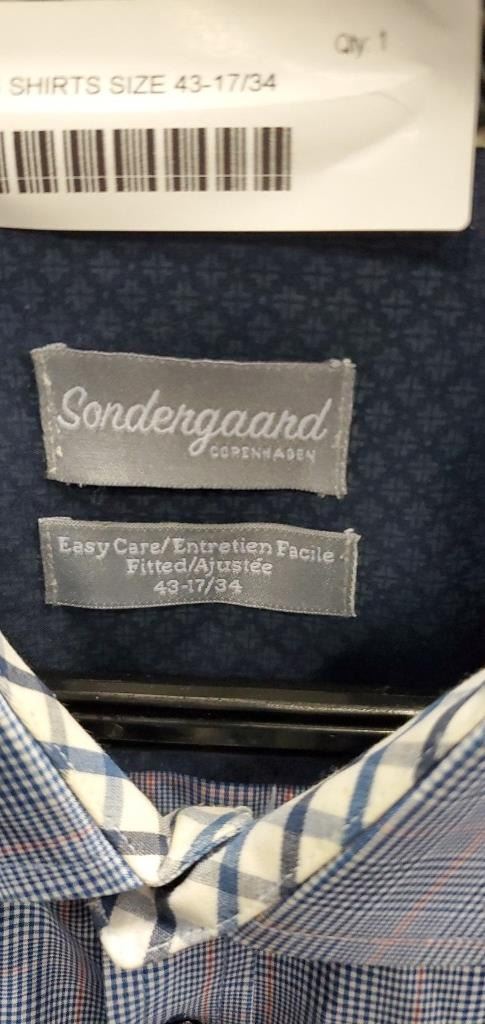 Qty: 1
SHIRTS SIZE 43-17/34
Sondergaard
COPENHAGEN
Easy Care/Entretien Facile
Fitted/Ajustée
43-17/34